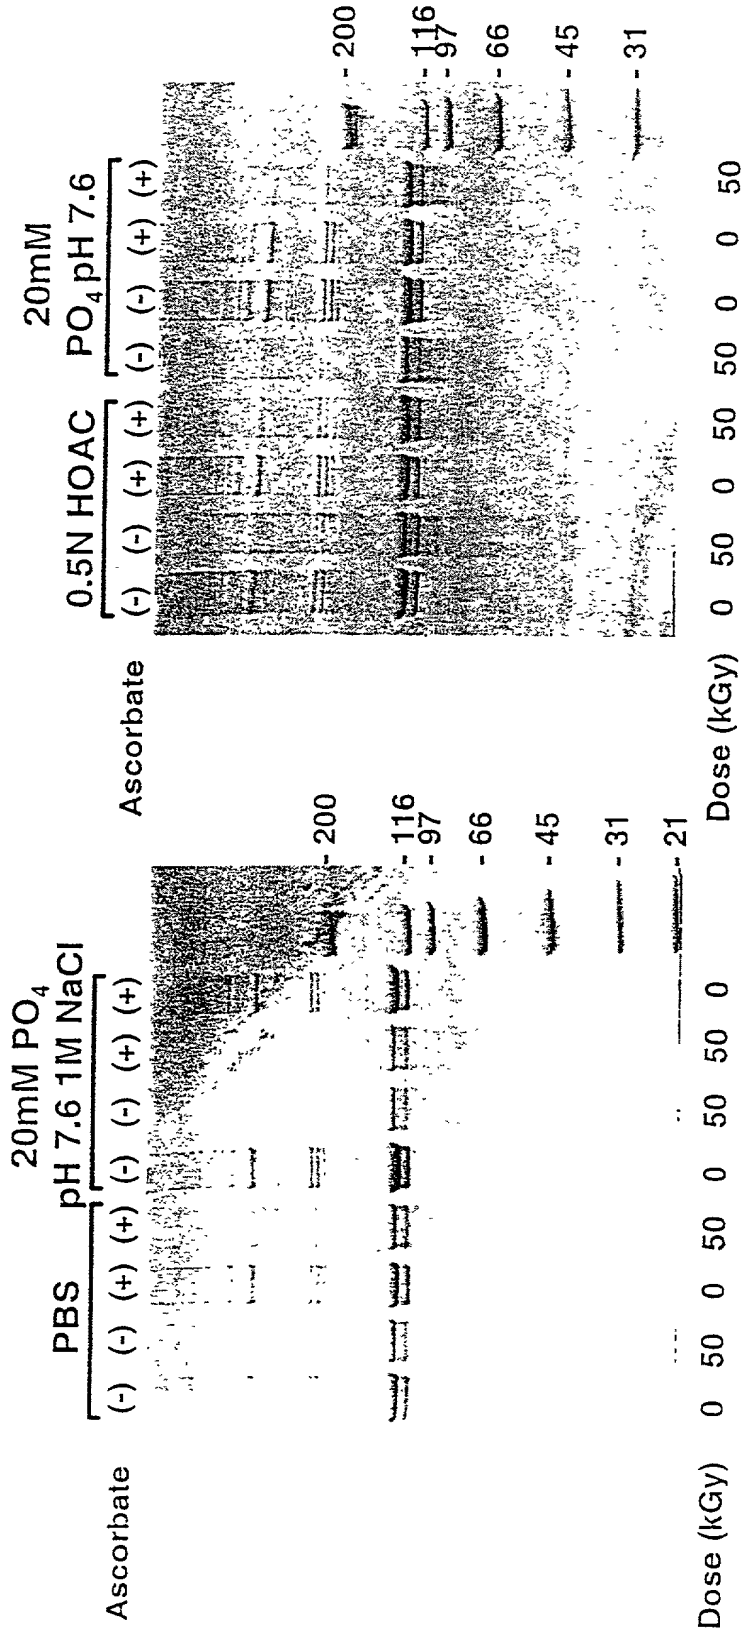 PBS
20mM PO4
pH 7.6 1M NaCl
Ascorbate (-) (-) (+) (+) (-) (-) (+) (+)
- 200
- 116
- 97
- 66
- 45
- 31
- 21
Dose (kGy) 0 50 0 50 0 50 50 0
0.5N HOAC
20mM
PO4 pH 7.6
Ascorbate (-) (-) (+) (+) (-) (-) (+) (+)
- 200
- 116
- 97
- 66
- 45
- 31
Dose (kGy) 0 50 0 50 50 0 0 50